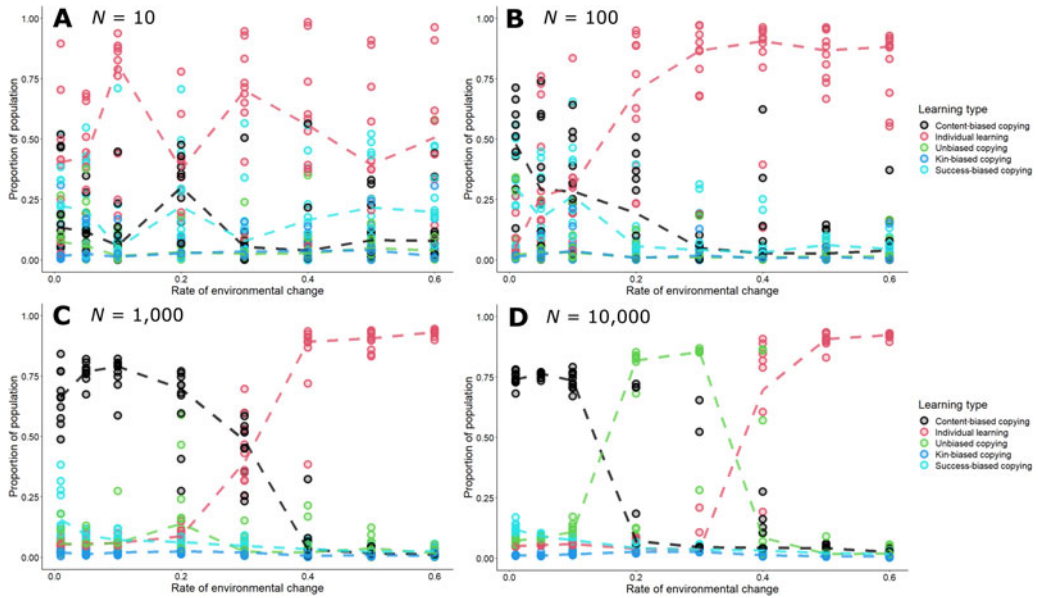 A N = 10
1.00
0.75
0.50
0.25
0.00
Proportion of population
0.0 0.2 0.4 0.6
Rate of environmental change
B N = 100
1.00
0.75
0.50
0.25
0.00
Proportion of population
0.0 0.2 0.4 0.6
Rate of environmental change
Learning type
Content-biased copying
Individual learning
Unbiased copying
Kin-biased copying
Success-biased copying
C N = 1,000
1.00
0.75
0.50
0.25
0.00
Proportion of population
0.0 0.2 0.4 0.6
Rate of environmental change
D N = 10,000
1.00
0.75
0.50
0.25
0.00
Proportion of population
0.0 0.2 0.4 0.6
Rate of environmental change
Learning type
Content-biased copying
Individual learning
Unbiased copying
Kin-biased copying
Success-biased copying